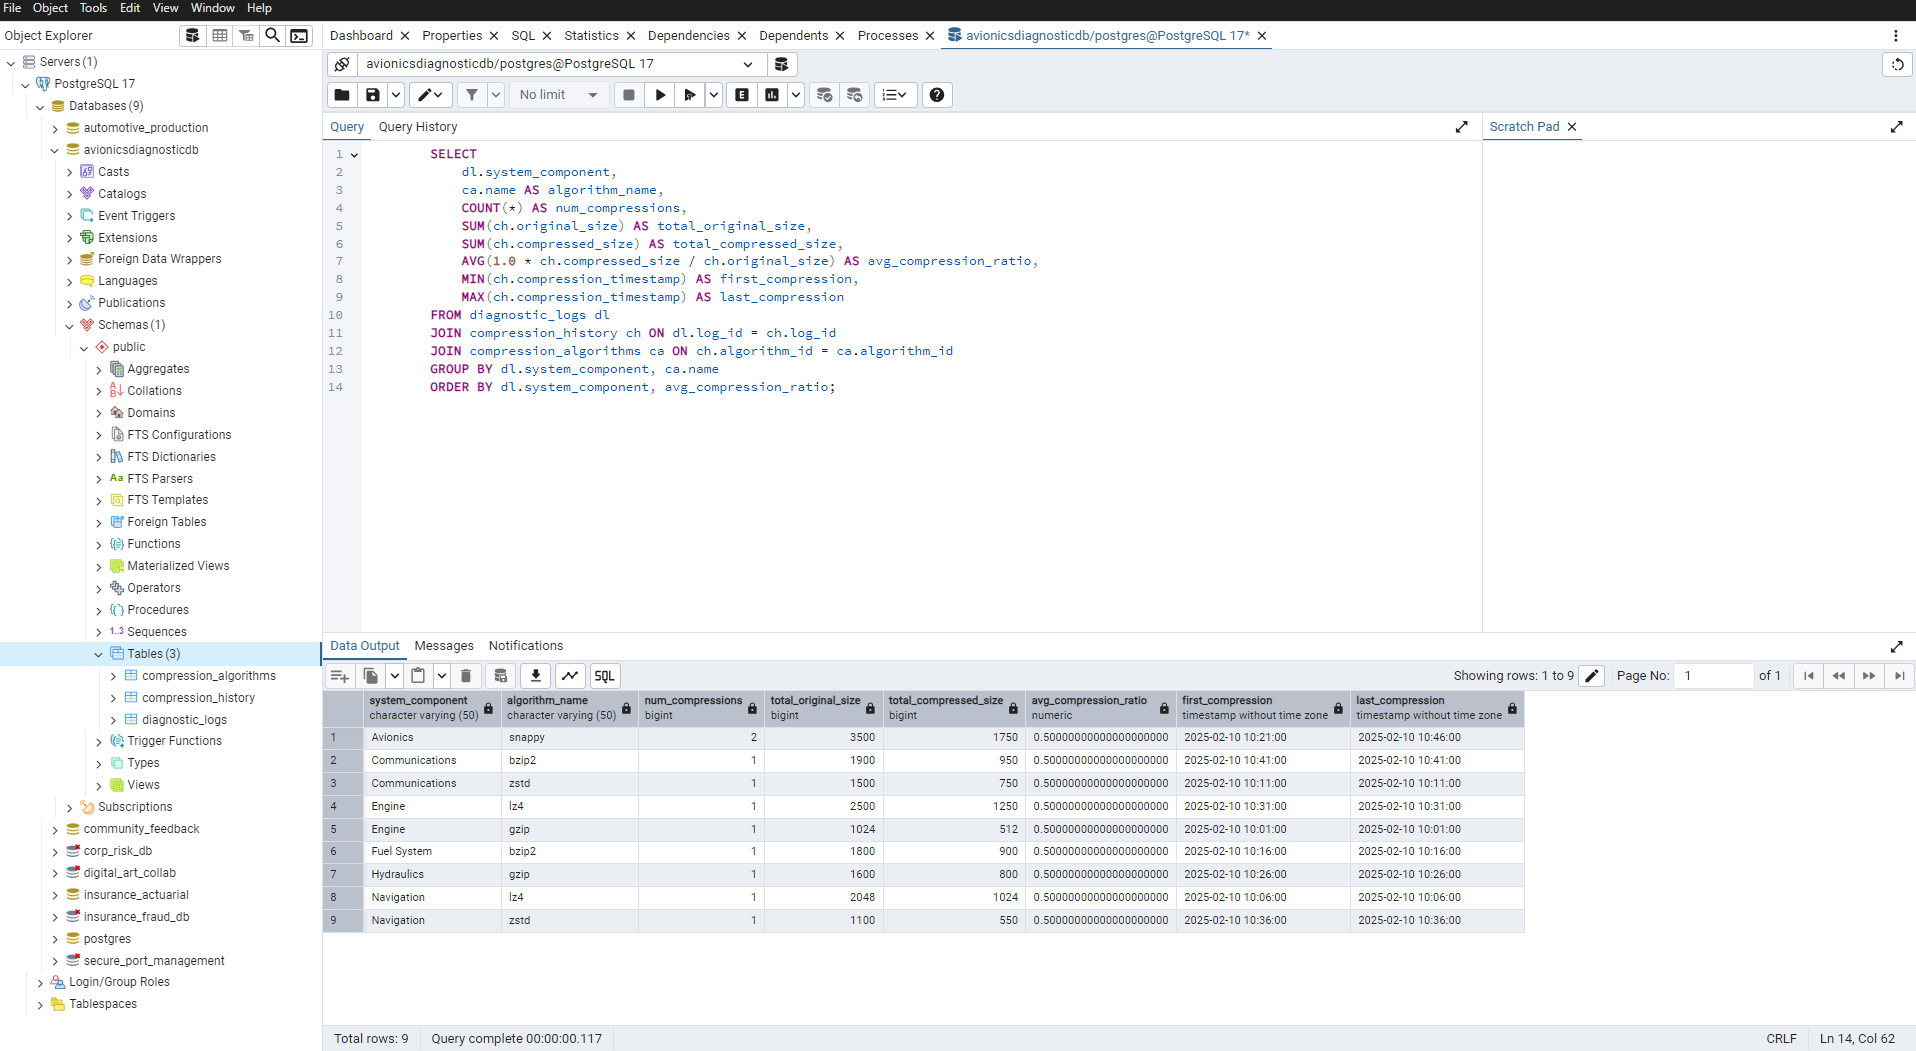 File Object Tools Edit View Window Help
Object Explorer
Servers (1)
PostgreSQL 17
Databases (9)
automotive_production
avionicsdiagnosticdb
Casts
Catalogs
Event Triggers
Extensions
Foreign Data Wrappers
Languages
Publications
Schemas (1)
public
Aggregates
Collations
Domains
FTS Configurations
FTS Dictionaries
Aa FTS Parsers
FTS Templates
Foreign Tables
Functions
Materialized Views
Operators
Procedures
1..3 Sequences
Tables (3)
compression_algorithms
compression_history
diagnostic_logs
Trigger Functions
Types
Views
Subscriptions
community_feedback
corp_risk_db
digital_art_collab
insurance_actuarial
insurance_fraud_db
postgres
secure_port_management
Login/Group Roles
Tablespaces
Dashboard Properties SQL Statistics Dependencies Dependents Processes avionicsdiagnosticdb/postgres@PostgreSQL 17*
avionicsdiagnosticdb/postgres@PostgreSQL 17
No limit E
Query Query History
Scratch Pad
1 SELECT
2 dl.system_component,
3 ca.name AS algorithm_name,
4 COUNT(*) AS num_compressions,
5 SUM(ch.original_size) AS total_original_size,
6 SUM(ch.compressed_size) AS total_compressed_size,
7 AVG(1.0 * ch.compressed_size / ch.original_size) AS avg_compression_ratio,
8 MIN(ch.compression_timestamp) AS first_compression,
9 MAX(ch.compression_timestamp) AS last_compression
10 FROM diagnostic_logs dl
11 JOIN compression_history ch ON dl.log_id = ch.log_id
12 JOIN compression_algorithms ca ON ch.algorithm_id = ca.algorithm_id
13 GROUP BY dl.system_component, ca.name
14 ORDER BY dl.system_component, avg_compression_ratio;
Data Output Messages Notifications
SQL Showing rows: 1 to 9 Page No: 1 of 1
system_component algorithm_name num_compressions total_original_size total_compressed_size avg_compression_ratio first_compression last_compression
character varying (50) character varying (50) bigint bigint bigint numeric timestamp without time zone timestamp without time zone
1 Avionics snappy 2 3500 1750 0.50000000000000000000 2025-02-10 10:21:00 2025-02-10 10:46:00
2 Communications bzip2 1 1900 950 0.50000000000000000000 2025-02-10 10:41:00 2025-02-10 10:41:00
3 Communications zstd 1 1500 750 0.50000000000000000000 2025-02-10 10:11:00 2025-02-10 10:11:00
4 Engine lz4 1 2500 1250 0.50000000000000000000 2025-02-10 10:31:00 2025-02-10 10:31:00
5 Engine gzip 1 1024 512 0.50000000000000000000 2025-02-10 10:01:00 2025-02-10 10:01:00
6 Fuel System bzip2 1 1800 900 0.50000000000000000000 2025-02-10 10:16:00 2025-02-10 10:16:00
7 Hydraulics gzip 1 1600 800 0.50000000000000000000 2025-02-10 10:26:00 2025-02-10 10:26:00
8 Navigation lz4 1 2048 1024 0.50000000000000000000 2025-02-10 10:06:00 2025-02-10 10:06:00
9 Navigation zstd 1 1100 550 0.50000000000000000000 2025-02-10 10:36:00 2025-02-10 10:36:00
Total rows: 9 Query complete 00:00:00.117 CRLF Ln 14, Col 62